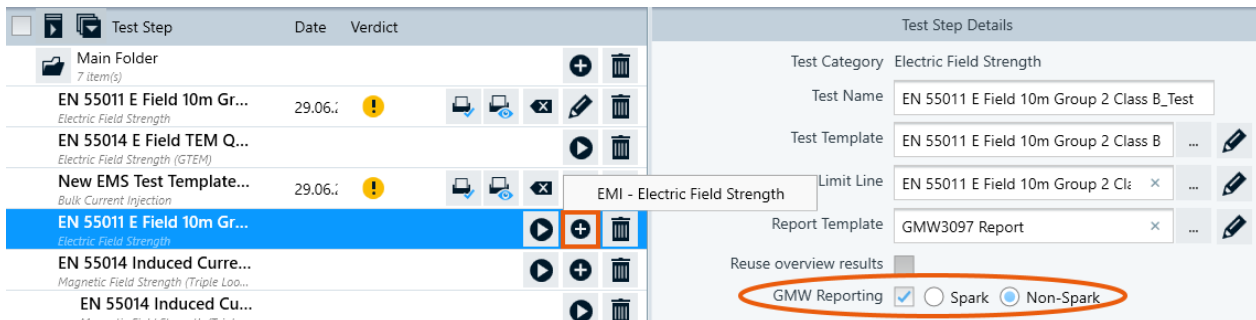 Test Step Date Verdict
Main Folder
7 item(s)
EN 55011 E Field 10m Gr...
29.06.2
Electric Field Strength
EN 55014 E Field TEM Q...
Electric Field Strength (GTEM)
New EMS Test Template...
29.06.2
Bulk Current Injection
EMI - Electric Field Strength
EN 55011 E Field 10m Gr...
Electric Field Strength
EN 55014 Induced Curre...
Magnetic Field Strength (Triple Loo...
EN 55014 Induced Cu...
Test Step Details
Test Category Electric Field Strength
Test Name EN 55011 E Field 10m Group 2 Class B_Test
Test Template EN 55011 E Field 10m Group 2 Class B ...
Limit Line EN 55011 E Field 10m Group 2 Cla × ...
Report Template GMW3097 Report × ...
Reuse overview results
GMW Reporting Spark Non-Spark